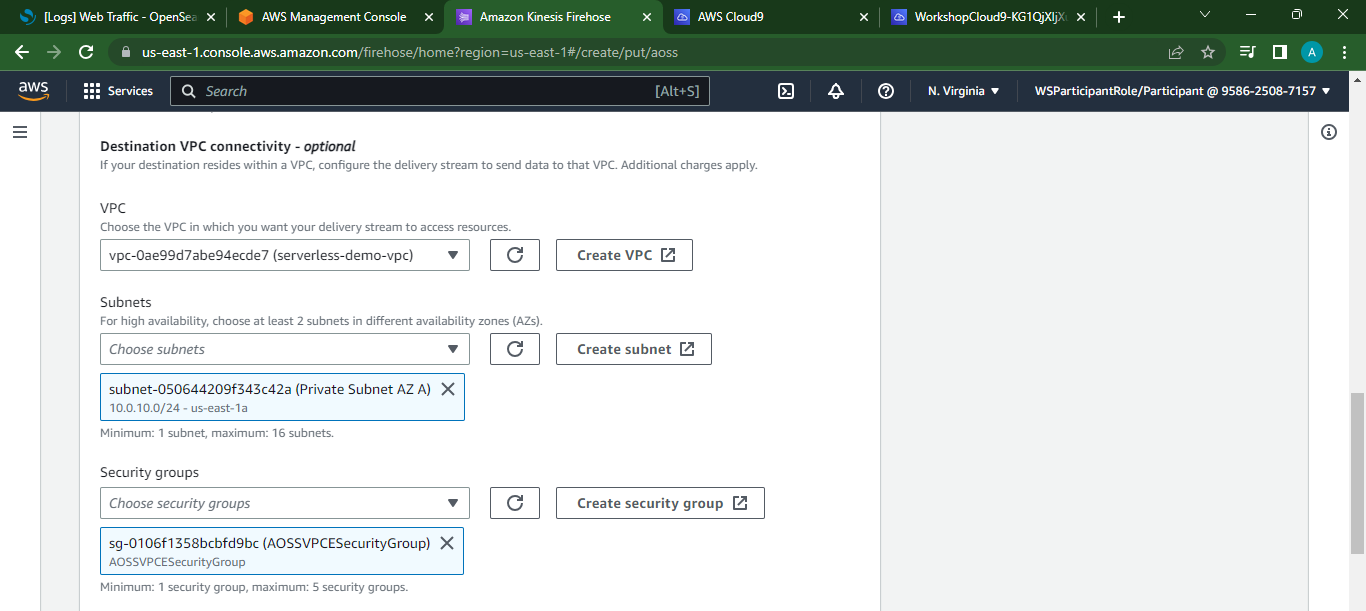 [Logs] Web Traffic - OpenSea
AWS Management Console
Amazon Kinesis Firehose
AWS Cloud9
WorkshopCloud9-KG1QjXIjX
us-east-1.console.aws.amazon.com/firehose/home?region=us-east-1#/create/put/aoss
A
aws
Services
Search
[Alt+S]
N. Virginia
WSParticipantRole/Participant @ 9586-2508-7157
Destination VPC connectivity - optional
If your destination resides within a VPC, configure the delivery stream to send data to that VPC. Additional charges apply.
VPC
Choose the VPC in which you want your delivery stream to access resources.
vpc-0ae99d7abe94ecde7 (serverless-demo-vpc)
Create VPC
Subnets
For high availability, choose at least 2 subnets in different availability zones (AZs).
Choose subnets
Create subnet
subnet-050644209f343c42a (Private Subnet AZ A)
10.0.10.0/24 - us-east-1a
Minimum: 1 subnet, maximum: 16 subnets.
Security groups
Choose security groups
Create security group
sg-0106f1358bcbfd9bc (AOSSVPCESecurityGroup)
AOSSVPCESecurityGroup
Minimum: 1 security group, maximum: 5 security groups.